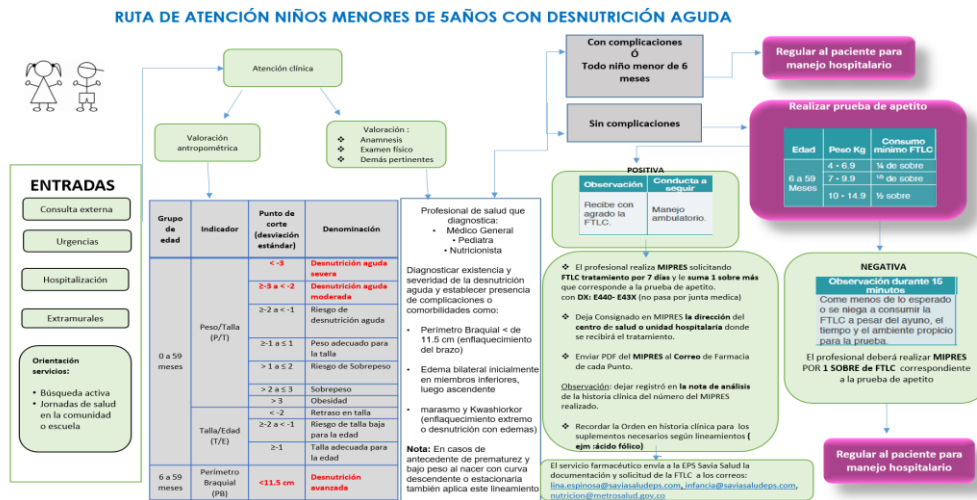 RUTA DE ATENCIÓN NIÑOS MENORES DE 5AÑOS CON DESNUTRICIÓN AGUDA
Atención clínica
Valoración
antropométrica
Valoración :
❖ Anamnesis
❖ Examen físico
❖ Demás pertinentes
ENTRADAS
Consulta externa
Urgencias
Hospitalización
Extramurales
Orientación
servicios:
• Búsqueda activa
• Jornadas de salud
en la comunidad
o escuela
Grupo de edad | Indicador | Punto de corte (desviación estándar) | Denominación
0 a 59 meses | Peso/Talla (P/T) | < -3 | Desnutrición aguda severa
≥-3 a < -2 | Desnutrición aguda moderada
≥-2 a < -1 | Riesgo de desnutrición aguda
≥-1 a ≤ 1 | Peso adecuado para la talla
> 1 a ≤ 2 | Riesgo de Sobrepeso
> 2 a ≤ 3 | Sobrepeso
> 3 | Obesidad
Talla/Edad (T/E) | < -2 | Retraso en talla
≥-2 a < -1 | Riesgo de talla baja para la edad
≥-1 | Talla adecuada para la edad
6 a 59 meses | Perímetro Braquial (PB) | <11.5 cm | Desnutrición avanzada
Profesional de salud que
diagnostica:
• Médico General
• Pediatra
• Nutricionista
Diagnosticar existencia y
severidad de la desnutrición
aguda y establecer presencia
de complicaciones o
comorbilidades como:
• Perímetro Braquial < de
11.5 cm (enflaquecimiento
del brazo)
• Edema bilateral inicialmente
en miembros inferiores,
luego ascendente
• marasmo y Kwashiorkor
(enflaquecimiento extremo
o desnutrición con edemas)
Nota: En casos de
antecedente de prematurez y
bajo peso al nacer con curva
descendente o estacionaria
también aplica este lineamiento
Con complicaciones
Ó
Todo niño menor de 6
meses
Sin complicaciones
Regular al paciente para
manejo hospitalario
Realizar prueba de apetito
Edad | Peso Kg | Consumo mínimo FTLC
6 a 59 Meses | 4 - 6.9 | ¼ de sobre
7 - 9.9 | de sobre
10 - 14.9 | ½ sobre
POSITIVA
Observación | Conducta a seguir
Recibe con agrado la FTLC. | Manejo ambulatorio.
❖ El profesional realiza MIPRES solicitando
FTLC tratamiento por 7 días y le suma 1 sobre más
que corresponde a la prueba de apetito.
con DX: E440- E43X (no pasa por junta medica)
❖ Deja Consignado en MIPRES la dirección del
centro de salud o unidad hospitalaria donde
se recibirá el tratamiento.
❖ Enviar PDF del MIPRES al Correo de Farmacia
de cada Punto.
Observación: dejar registró en la nota de análisis
de la historia clínica del número del MIPRES
realizado.
❖ Recordar la Orden en historia clínica para los
suplementos necesarios según lineamientos (
ejm :ácido fólico)
El servicio farmacéutico envía a la EPS Savia Salud la
documentación y solicitud de la FTLC a los correos:
lina.espinosa@saviasaludeps.com, infancia@saviasaludeps.com,
nutricion@metrosalud.gov.co
NEGATIVA
Observación durante 15
minutos
Come menos de lo esperado
o se niega a consumir la
FTLC a pesar del ayuno, el
tiempo y el ambiente propicio
para la prueba.
El profesional deberá realizar MIPRES
POR 1 SOBRE de FTLC correspondiente
a la prueba de apetito
Regular al paciente para
manejo hospitalario